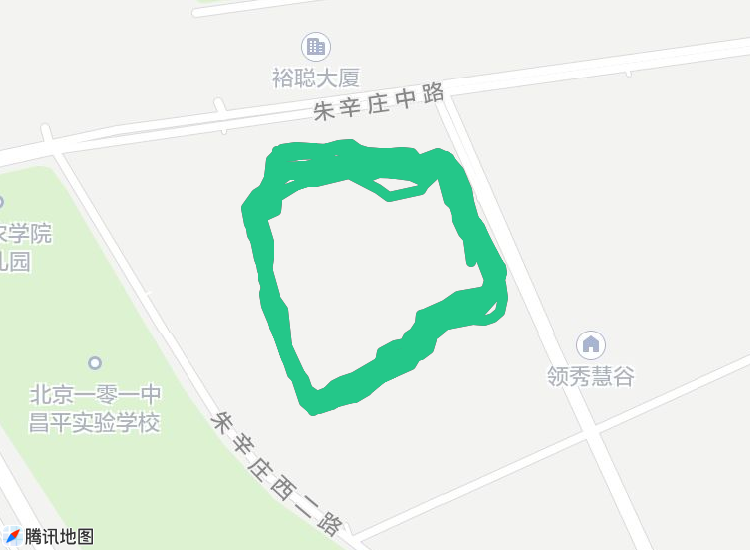 裕聪大厦
朱辛庄中路
农学院
儿园
领秀慧谷
北京一零一中
昌平实验学校
朱辛庄西二路
腾讯地图